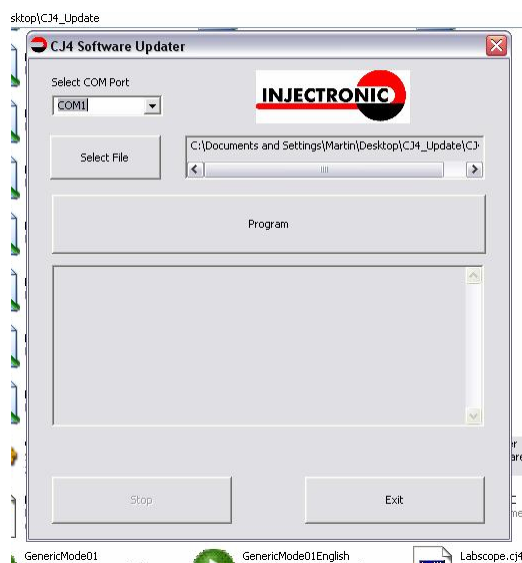 sktop\CJ4_Update
CJ4 Software Updater
Select COM Port
COM1
INJECTRONIC
Select File
C:\Documents and Settings\Martin\Desktop\CJ4_Update\CJ
Program
Stop
Exit
GenericMode01
GenericMode01English
Labscope.cj4